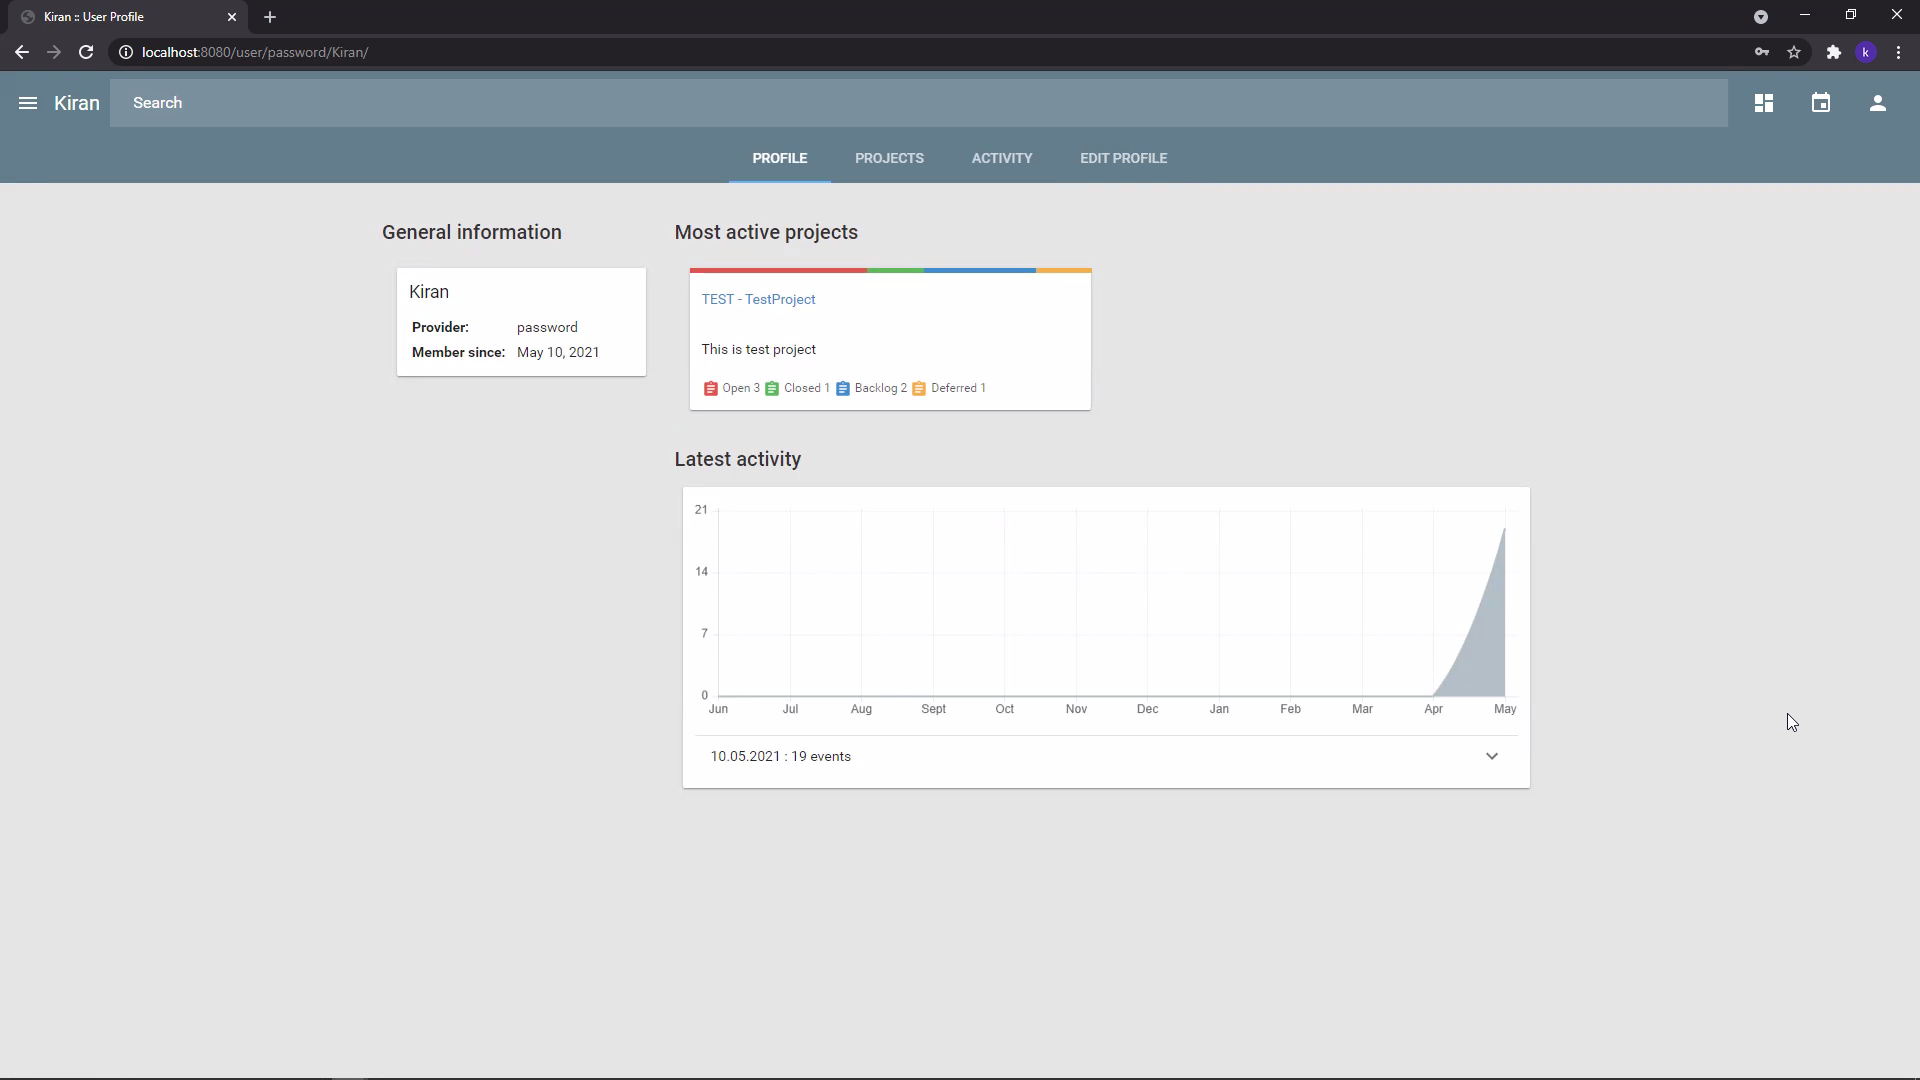 Kiran :: User Profile
localhost:8080/user/password/Kiran/
k
Kiran
Search
PROFILE PROJECTS ACTIVITY EDIT PROFILE
General information
Kiran
Provider: password
Member since: May 10, 2021
Most active projects
TEST - TestProject
This is test project
Open 3 Closed 1 Backlog 2 Deferred 1
Latest activity
21
14
7
0
Jun Jul Aug Sept Oct Nov Dec Jan Feb Mar Apr May
10.05.2021 : 19 events